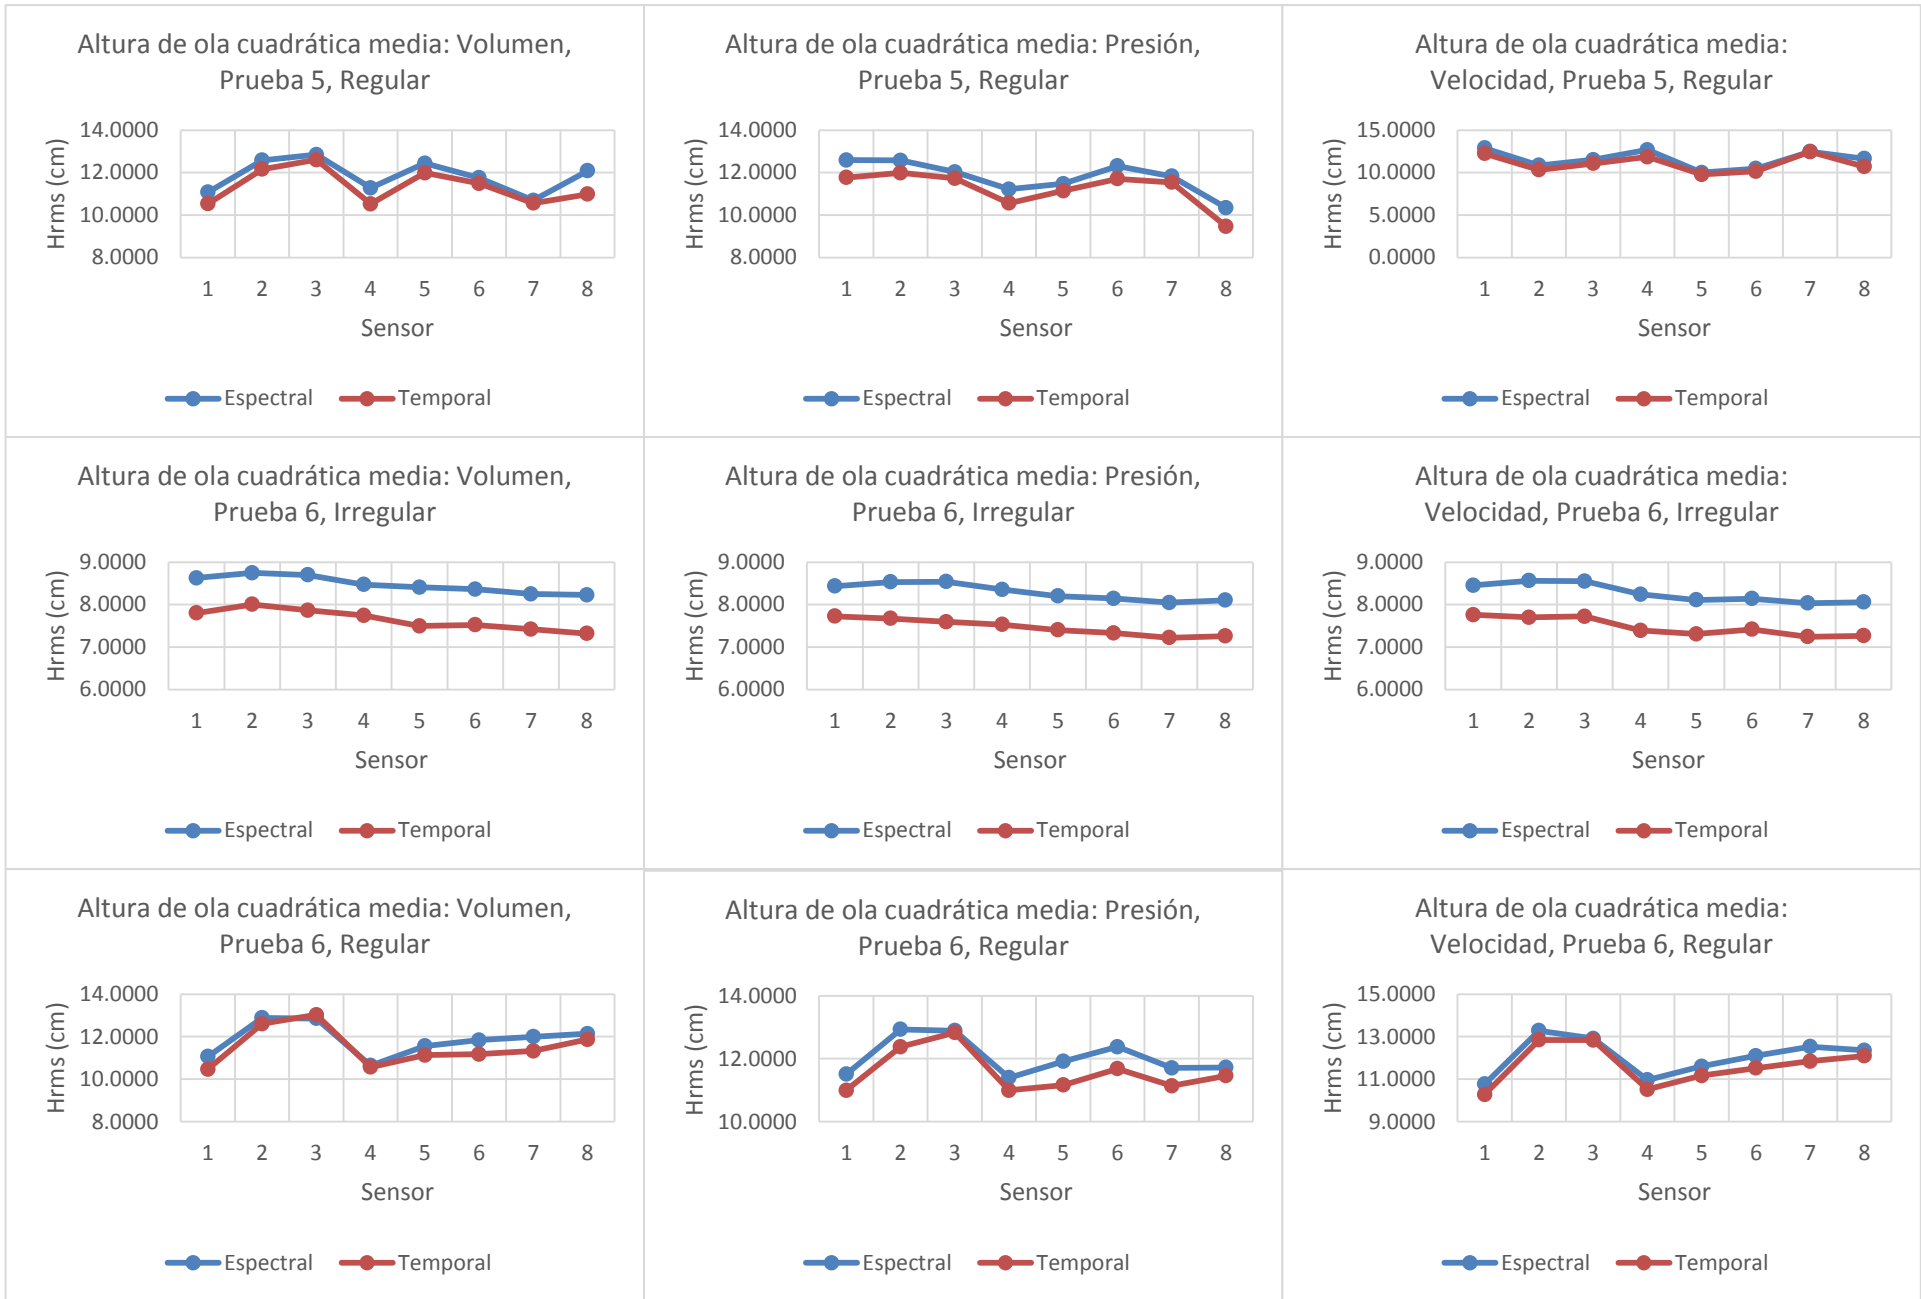 Altura de ola cuadrática media: Volumen,
Prueba 5, Regular
Hrms (cm)
14.0000
12.0000
10.0000
8.0000
1 2 3 4 5 6 7 8
Sensor
Espectral Temporal
Altura de ola cuadrática media: Presión,
Prueba 5, Regular
Hrms (cm)
14.0000
12.0000
10.0000
8.0000
1 2 3 4 5 6 7 8
Sensor
Espectral Temporal
Altura de ola cuadrática media:
Velocidad, Prueba 5, Regular
Hrms (cm)
15.0000
10.0000
5.0000
0.0000
1 2 3 4 5 6 7 8
Sensor
Espectral Temporal
Altura de ola cuadrática media: Volumen,
Prueba 6, Irregular
Hrms (cm)
9.0000
8.0000
7.0000
6.0000
1 2 3 4 5 6 7 8
Sensor
Espectral Temporal
Altura de ola cuadrática media: Presión,
Prueba 6, Irregular
Hrms (cm)
9.0000
8.0000
7.0000
6.0000
1 2 3 4 5 6 7 8
Sensor
Espectral Temporal
Altura de ola cuadrática media:
Velocidad, Prueba 6, Irregular
Hrms (cm)
9.0000
8.0000
7.0000
6.0000
1 2 3 4 5 6 7 8
Sensor
Espectral Temporal
Altura de ola cuadrática media: Volumen,
Prueba 6, Regular
Hrms (cm)
14.0000
12.0000
10.0000
8.0000
1 2 3 4 5 6 7 8
Sensor
Espectral Temporal
Altura de ola cuadrática media: Presión,
Prueba 6, Regular
Hrms (cm)
14.0000
12.0000
10.0000
1 2 3 4 5 6 7 8
Sensor
Espectral Temporal
Altura de ola cuadrática media:
Velocidad, Prueba 6, Regular
Hrms (cm)
15.0000
13.0000
11.0000
9.0000
1 2 3 4 5 6 7 8
Sensor
Espectral Temporal